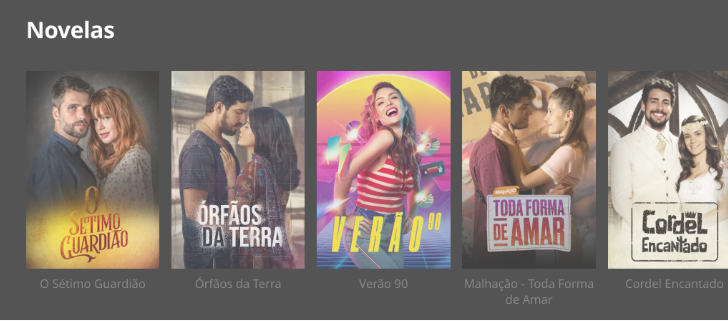 Novelas
O
SÉTIMO
GUARDIÃO
ÓRFÃOS
DA TERRA
VERÃO 90
MALHAÇÃO
TODA FORMA
DE AMAR
CORDEL
ENCANTADO
O Sétimo Guardião
Órfãos da Terra
Verão 90
Malhação - Toda Forma
de Amar
Cordel Encantado